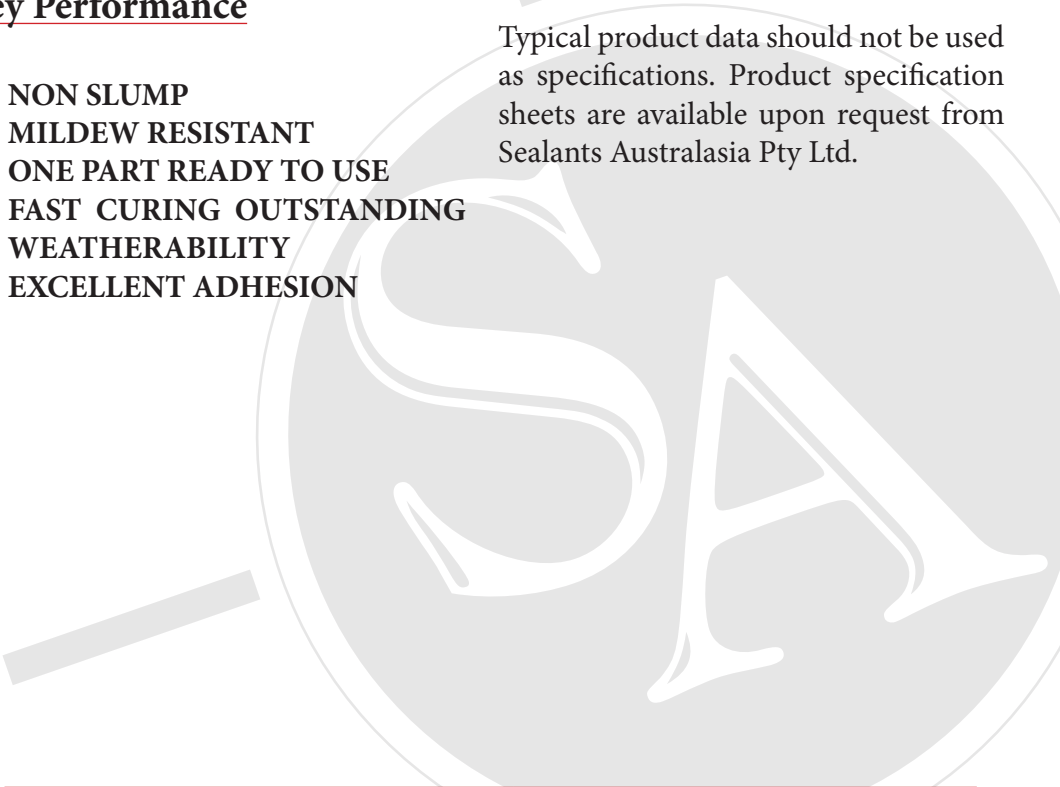 ey Performance
NON SLUMP
MILDEW RESISTANT
ONE PART READY TO USE
FAST CURING OUTSTANDING
WEATHERABILITY
EXCELLENT ADHESION
Typical product data should not be used
as specifications. Product specification
sheets are available upon request from
Sealants Australasia Pty Ltd.
SA